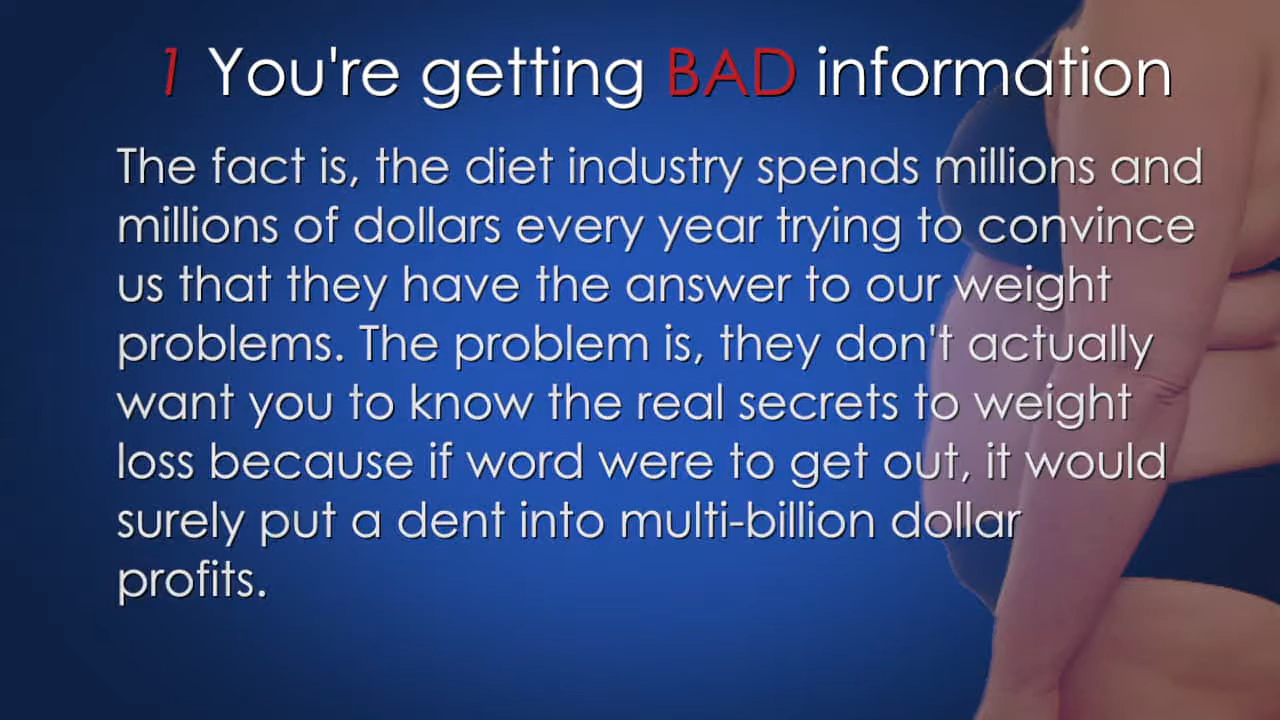 1 You're getting BAD information
The fact is, the diet industry spends millions and
millions of dollars every year trying to convince
us that they have the answer to our weight
problems. The problem is, they don't actually
want you to know the real secrets to weight
loss because if word were to get out, it would
surely put a dent into multi-billion dollar
profits.